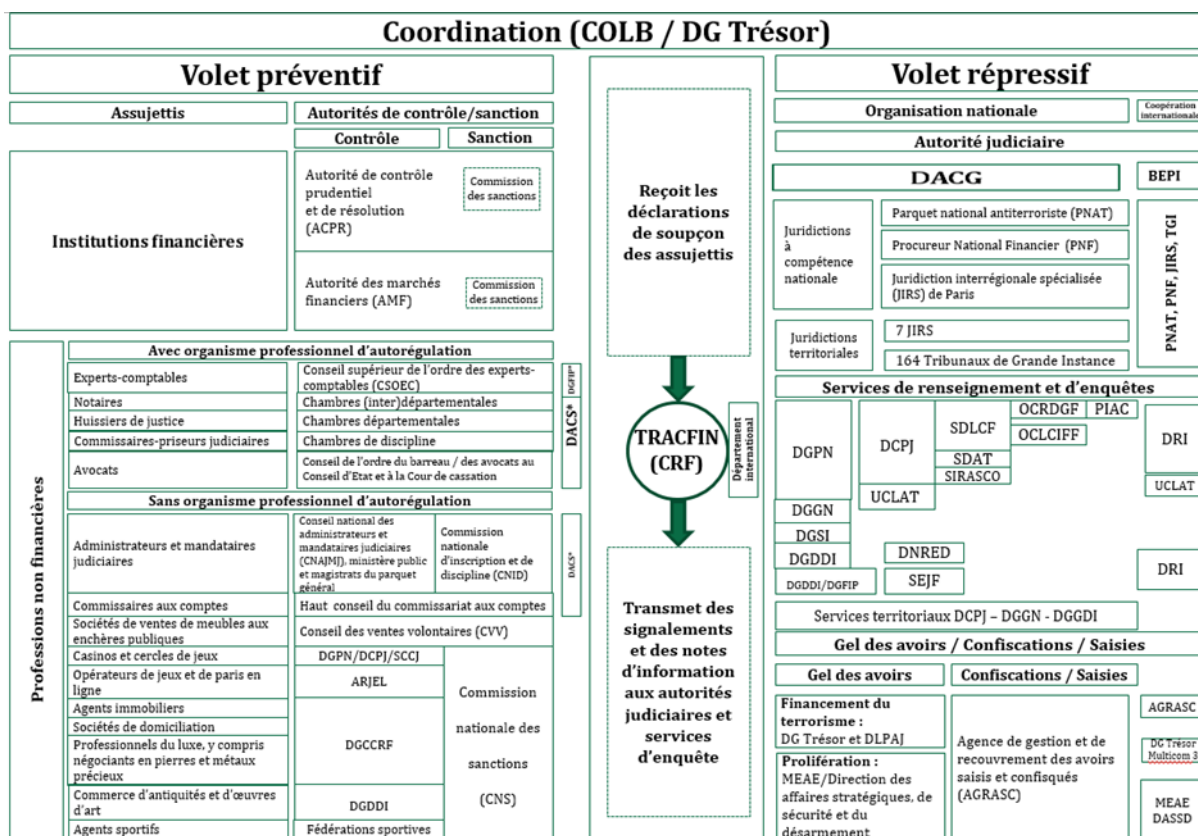 Coordination (COLB / DG Trésor)
Volet préventif
Assujettis
Autorités de contrôle/sanction
Contrôle
Sanction
Institutions financières
Autorité de contrôle
prudentiel
et de résolution
(ACPR)
Commission
des sanctions
Autorité des marchés
financiers (AMF)
Commission
des sanctions
Professions non financières
Avec organisme professionnel d'autorégulation
Experts-comptables
Conseil supérieur de l'ordre des experts-
comptables (CSOEC)
Notaires
Chambres (inter)départementales
Huissiers de justice
Chambres départementales
Commissaires-priseurs judiciaires
Chambres de discipline
Avocats
Conseil de l'ordre du barreau / des avocats au
Conseil d'Etat et à la Cour de cassation
DACS*
Sans organisme professionnel d'autorégulation
Administrateurs et mandataires
judiciaires
Conseil national des
administrateurs et
mandataires judiciaires
(CNAJMJ), ministère public
et magistrats du parquet
général
Commission
nationale
d'inscription et de
discipline (CNID)
DACS*
Commissaires aux comptes
Haut conseil du commissariat aux comptes
Sociétés de ventes de meubles aux
enchères publiques
Conseil des ventes volontaires (CVV)
Casinos et cercles de jeux
DGPN/DCPJ/SCCJ
Opérateurs de jeux et de paris en
ligne
ARJEL
Agents immobiliers
Sociétés de domiciliation
Professionnels du luxe, y compris
négociants en pierres et métaux
précieux
DGCCRF
Commerce d'antiquités et d'œuvres
d'art
DGDDI
Agents sportifs
Fédérations sportives
Commission
nationale des
sanctions
(CNS)
Reçoit les
déclarations
de soupçon
des assujettis
TRACFIN
(CRF)
Département
international
Transmet des
signalements
et des notes
d'information
aux autorités
judiciaires et
services
d'enquête
Volet répressif
Organisation nationale
Coopération
internationale
Autorité judiciaire
DACG
BEPI
Juridictions
à
compétence
nationale
Parquet national antiterroriste (PNAT)
Procureur National Financier (PNF)
Juridiction interrégionale spécialisée
(JIRS) de Paris
Juridictions
territoriales
7 JIRS
164 Tribunaux de Grande Instance
PNAT, PNF, JIRS, TGI
Services de renseignement et d'enquêtes
DGPN
DCPJ
SDLCF
OCRDGF
PIAC
OCLCIFF
SDAT
SIRASCO
UCLAT
DRI
UCLAT
DGGN
DGSI
DGDDI
DNRED
DGDDI/DGFIP
SEJF
DRI
Services territoriaux DCPJ – DGGN - DGGDI
Gel des avoirs / Confiscations / Saisies
Gel des avoirs
Confiscations / Saisies
Financement du
terrorisme :
DG Trésor et DLPAJ
Prolifération :
MEAE/Direction des
affaires stratégiques, de
sécurité et du
désarmement
Agence de gestion et de
recouvrement des avoirs
saisis et confisqués
(AGRASC)
AGRASC
DG Trésor
Multicom 3
MEAE
DASSD